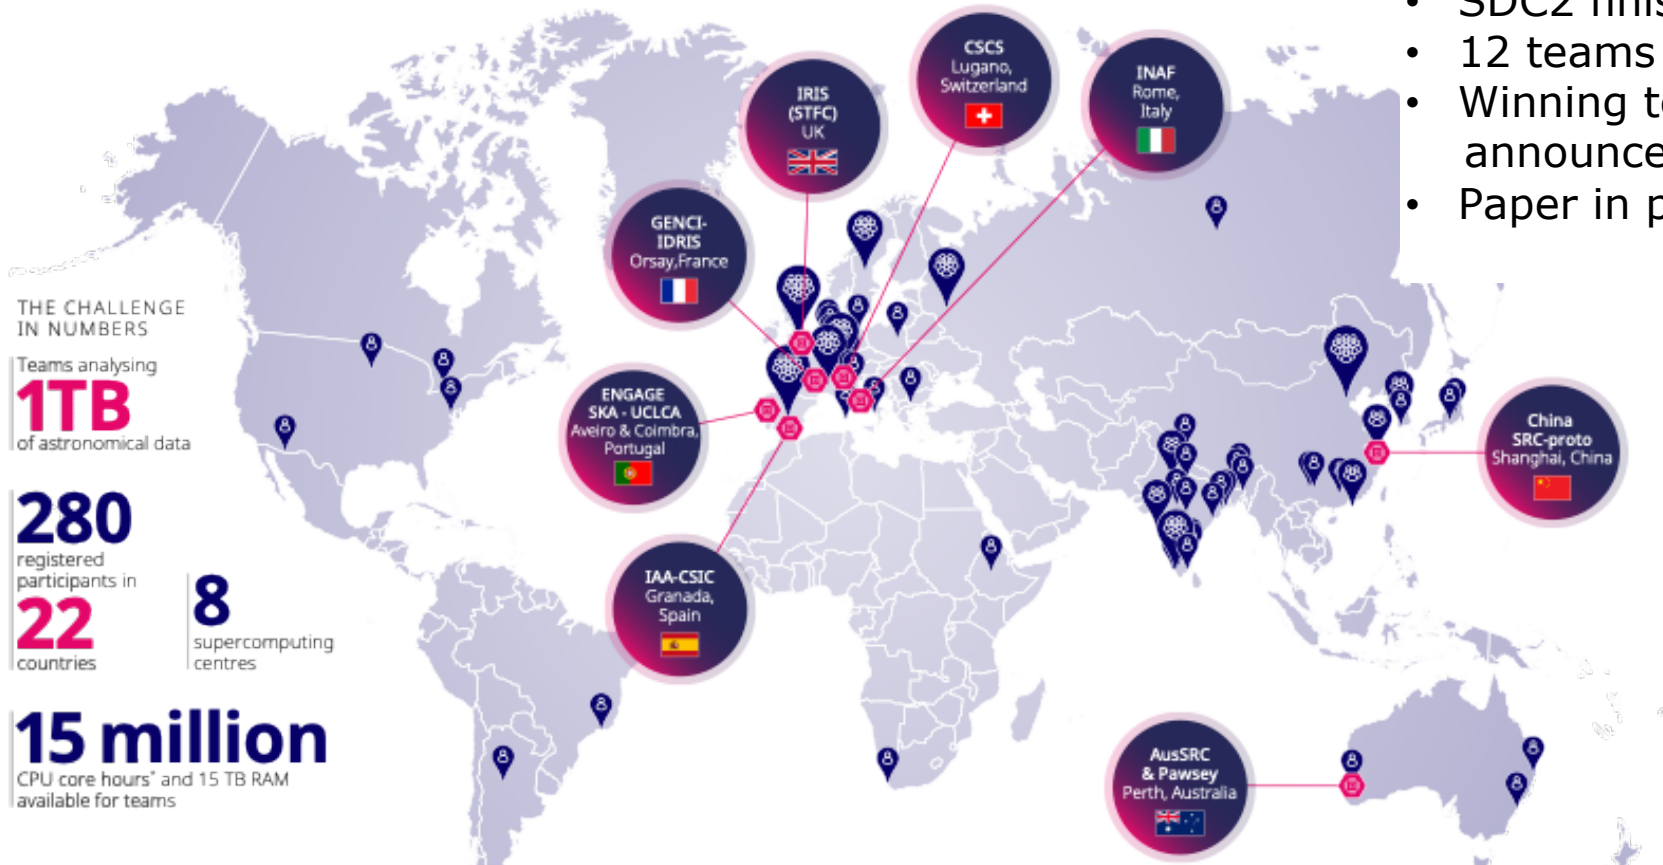 • SDC2
• 12 teams
• Winning
announce
• Paper in
CSCS
Lugano,
Switzerland
INAF
Rome,
Italy
IRIS
(STFC)
UK
GENCI-
IDRIS
Orsay,France
THE CHALLENGE
IN NUMBERS
Teams analysing
1TB
of astronomical data
280
registered
participants in
22
countries
8
supercomputing
centres
15 million
CPU core hours* and 15 TB RAM
available for teams
ENGAGE
SKA - UCLCA
Aveiro & Coimbra,
Portugal
IAA-CSIC
Granada,
Spain
China
SRC-proto
Shanghai, China
AusSRC
& Pawsey
Perth, Australia